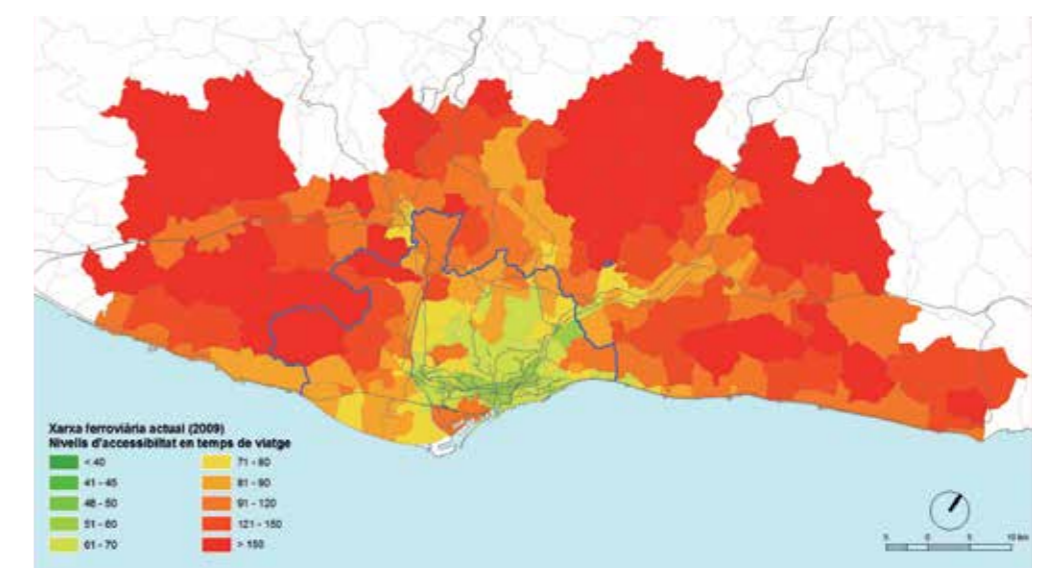 Xarxa ferroviària actual (2009)
Nivells d'accessibilitat en temps de viatge
< 40
41 - 45
46 - 50
51 - 60
61 - 70
71 - 80
81 - 90
91 - 120
121 - 150
> 150
5 0 5 10 km